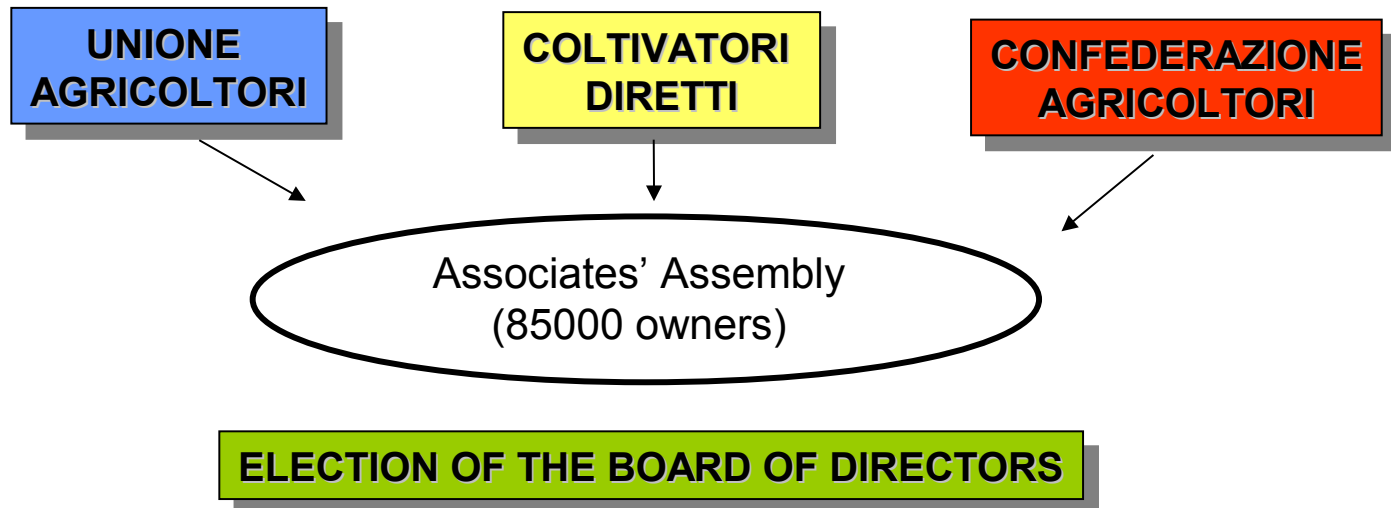 UNIONE
AGRICOLTORI
COLTIVATORI
DIRETTI
CONFEDERAZIONE
AGRICOLTORI
Associates’ Assembly
(85000 owners)
ELECTION OF THE BOARD OF DIRECTORS